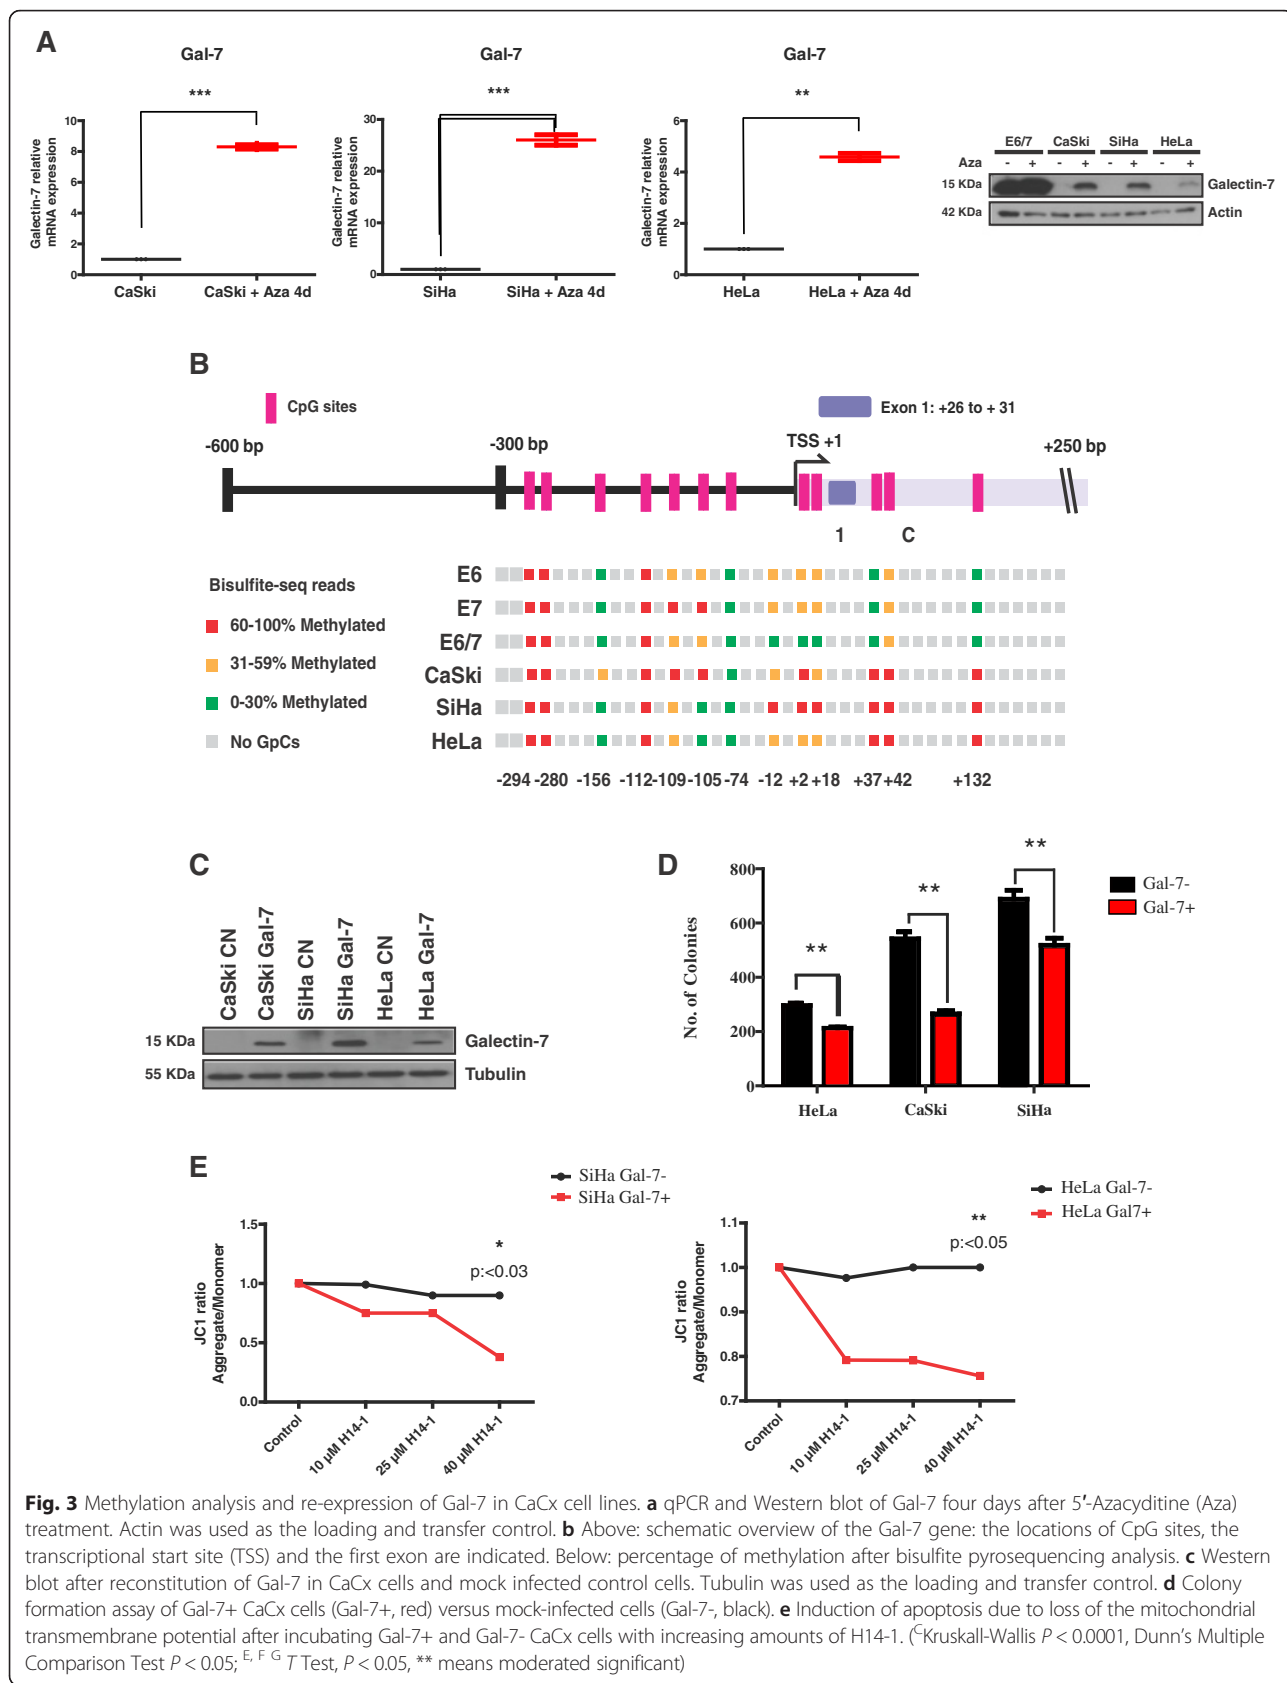 A
Gal-7
***
Galectin-7 relative
mRNA expression
10
8
6
4
2
0
CaSki
CaSki + Aza 4d
Gal-7
***
Galectin-7 relative
mRNA expression
30
20
10
0
SiHa
SiHa + Aza 4d
Gal-7
**
Galectin-7 relative
mRNA expression
6
4
2
0
HeLa
HeLa + Aza 4d
E6/7 CaSki SiHa HeLa
Aza - + - + - + - +
15 KDa Galectin-7
42 KDa Actin
B
CpG sites
Exon 1: +26 to + 31
-600 bp
-300 bp
TSS +1
+250 bp
1
C
Bisulfite-seq reads
60-100% Methylated
31-59% Methylated
0-30% Methylated
No GpCs
E6
E7
E6/7
CaSki
SiHa
HeLa
-294 -280 -156 -112 -109 -105 -74 -12 +2 +18 +37 +42 +132
C
CaSki CN
CaSki Gal-7
SiHa CN
SiHa Gal-7
HeLa CN
HeLa Gal-7
15 KDa Galectin-7
55 KDa Tubulin
D
No. of Colonies
800
600
400
200
0
**
**
**
HeLa
CaSki
SiHa
Gal-7-
Gal-7+
E
SiHa Gal-7-
SiHa Gal-7+
JC1 ratio
Aggregate/Monomer
1.5
1.0
0.5
0.0
*
p:<0.03
Control
10 µM H14-1
25 µM H14-1
40 µM H14-1
HeLa Gal-7-
HeLa Gal7+
JC1 ratio
Aggregate/Monomer
1.1
1.0
0.9
0.8
0.7
**
p:<0.05
Control
10 µM H14-1
25 µM H14-1
40 µM H14-1
Fig. 3 Methylation analysis and re-expression of Gal-7 in CaCx cell lines. a qPCR and Western blot of Gal-7 four days after 5′-Azacyditine (Aza)
treatment. Actin was used as the loading and transfer control. b Above: schematic overview of the Gal-7 gene: the locations of CpG sites, the
transcriptional start site (TSS) and the first exon are indicated. Below: percentage of methylation after bisulfite pyrosequencing analysis. c Western
blot after reconstitution of Gal-7 in CaCx cells and mock infected control cells. Tubulin was used as the loading and transfer control. d Colony
formation assay of Gal-7+ CaCx cells (Gal-7+, red) versus mock-infected cells (Gal-7-, black). e Induction of apoptosis due to loss of the mitochondrial
transmembrane potential after incubating Gal-7+ and Gal-7- CaCx cells with increasing amounts of H14-1. (CKruskall-Wallis P < 0.0001, Dunn's Multiple
Comparison Test P < 0.05; E, F G T Test, P < 0.05, ** means moderated significant)